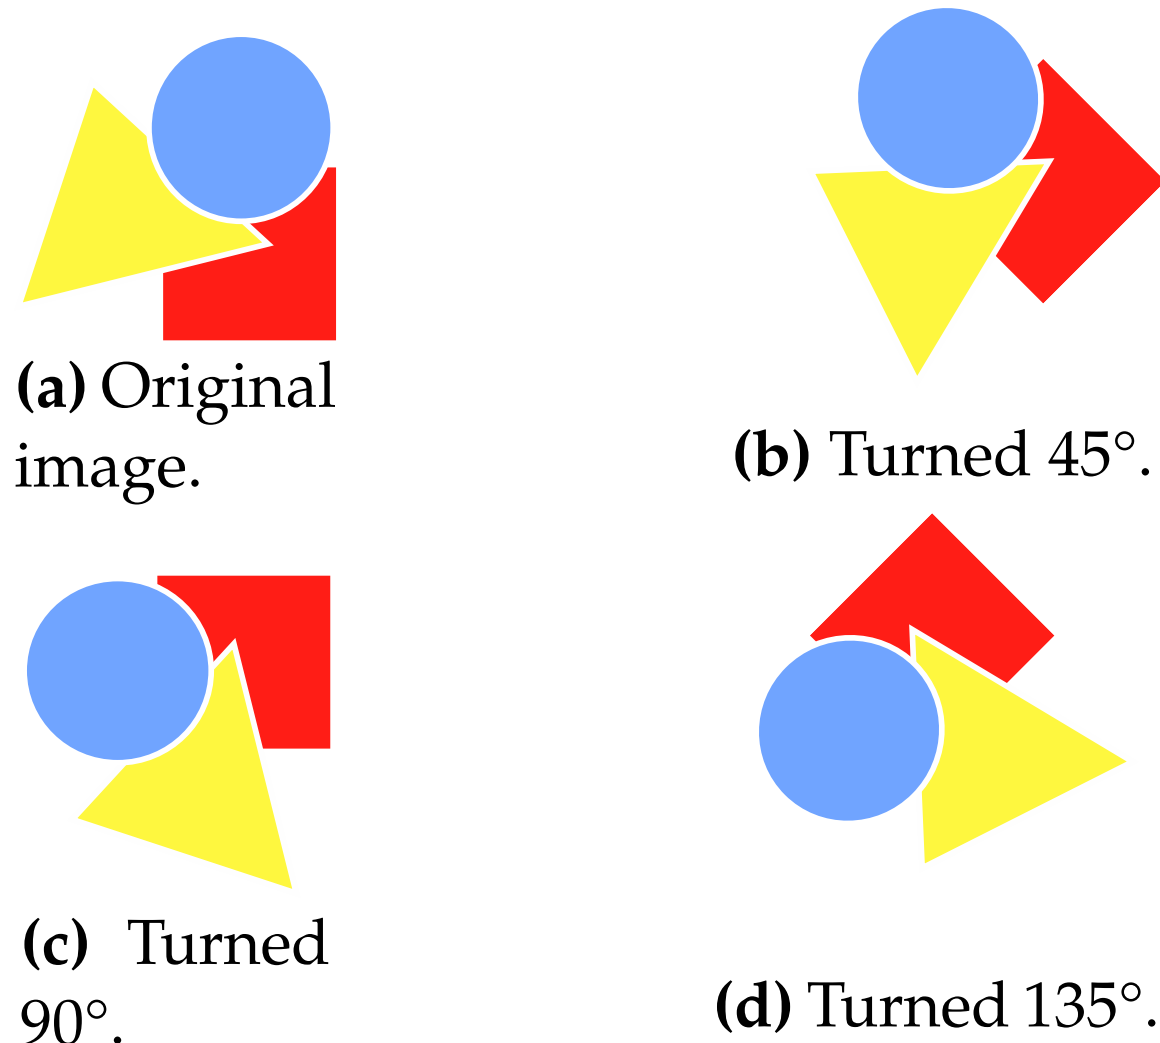 (a) Original
image.
(b) Turned 45°.
(c) Turned
90°.
(d) Turned 135°.